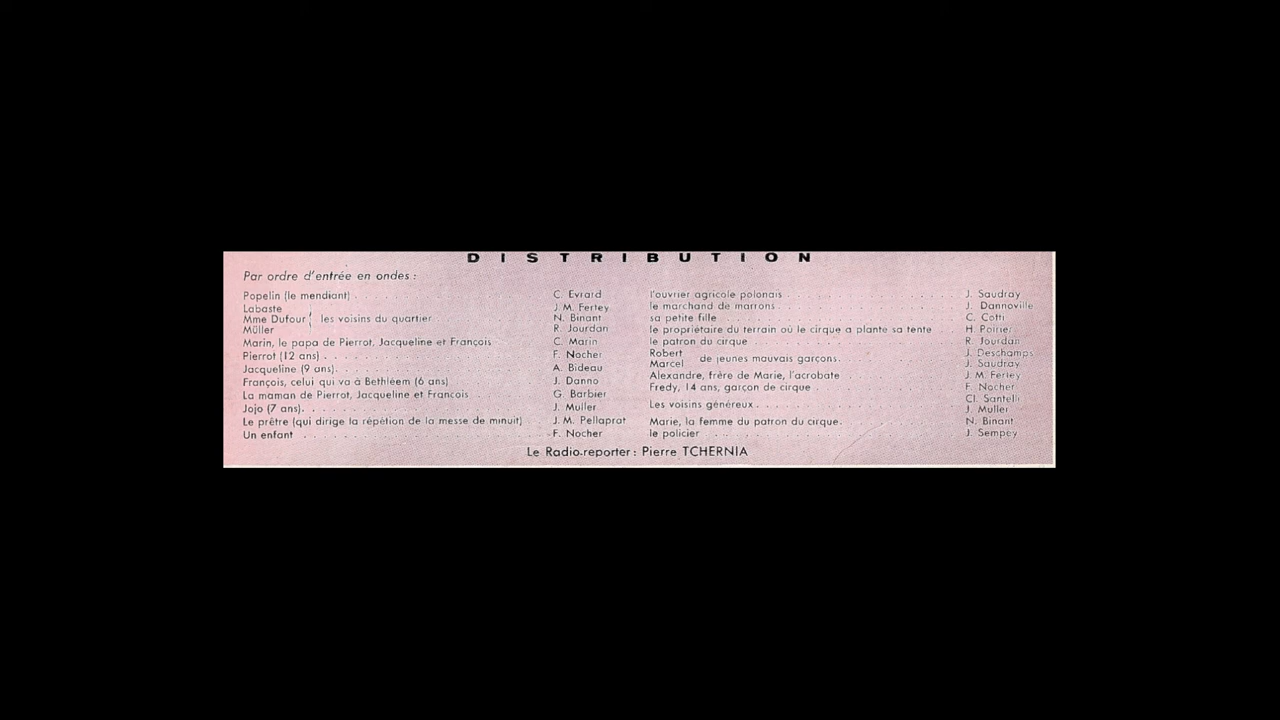 DISTRIBUTION
Par ordre d'entrée en ondes :
Popelin (le mendiant) . . . C. Evrard
Labaste J. M. Fertey
Mme Dufour les voisins du quartier . N. Binant
Müller R. Jourdan
Marin, le papa de Pierrot, Jacqueline et François C. Marin
Pierrot (12 ans) . . . F. Nocher
Jacqueline (9 ans) . . . A. Bideau
François, celui qui va à Bethléem (6 ans) J. Danno
La maman de Pierrot, Jacqueline et François . . . G. Barbier
Jojo (7 ans) . . . J. Muller
Le prêtre (qui dirige la répétion de la messe de minuit) J. M. Pellaprat
Un enfant . . . F. Nocher
l'ouvrier agricole polonais . . . J. Saudray
le marchand de marrons . . . J. Dannoville
sa petite fille . . . C. Cotti
le propriétaire du terrain où le cirque a planté sa tente H. Poirier
le patron du cirque . . . R. Jourdan
Robert J. Deschamps
de jeunes mauvais garçons.
Marcel J. Saudray
Alexandre, frère de Marie, l'acrobate . . . J. M. Fertey
Fredy, 14 ans, garçon de cirque . . . F. Nocher
Cl. Santelli
Les voisins généreux . . .
J. Muller
Marie, la femme du patron du cirque. . . . N. Binant
le policier . . . J. Sempey
Le Radio-reporter : Pierre TCHERNIA